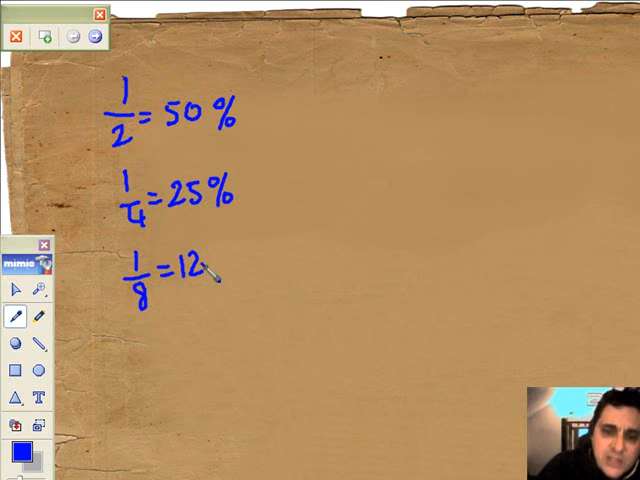 1/2 = 50 %
1/4 = 25 %
1/8 = 12
mimio
T